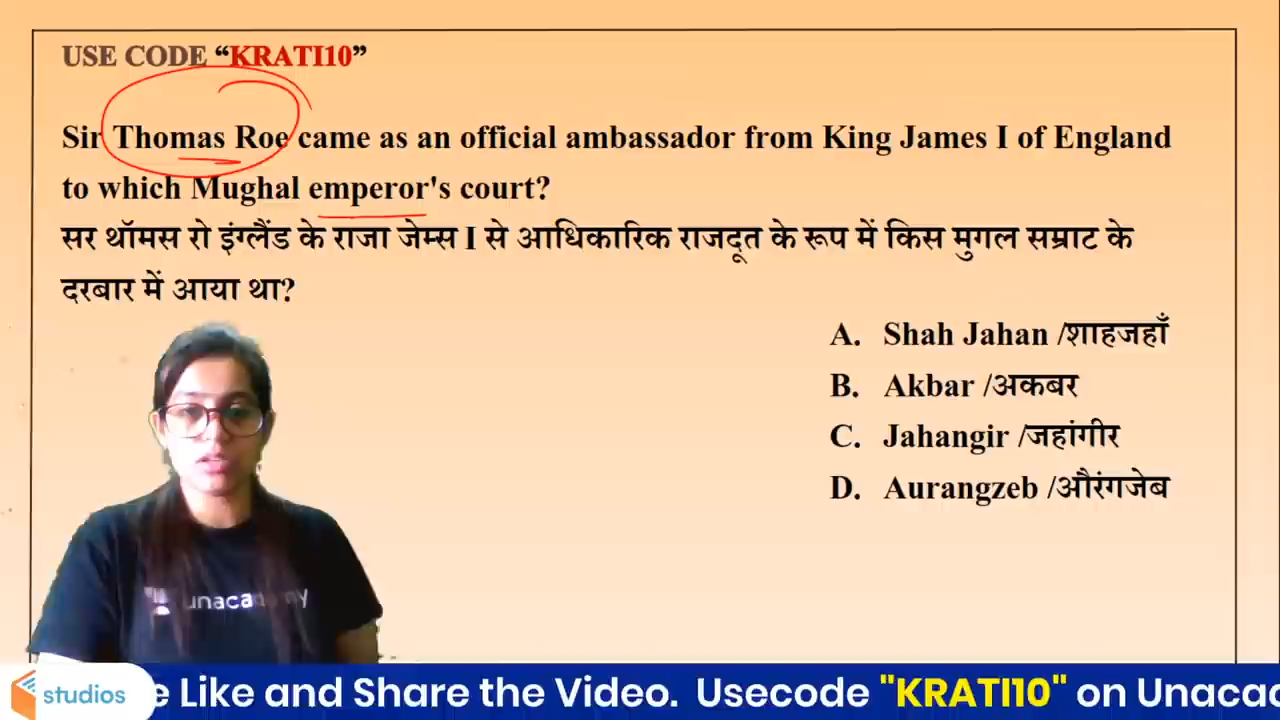 USE CODE “KRATI10”
Sir Thomas Roe came as an official ambassador from King James I of England
to which Mughal emperor's court?
सर थॉमस रो इंग्लैंड के राजा जेम्स I से आधिकारिक राजदूत के रूप में किस मुगल सम्राट के
दरबार में आया था?
A. Shah Jahan /शाहजहाँ
B. Akbar /अकबर
C. Jahangir /जहांगीर
D. Aurangzeb /औरंगजेब
unacademy
studios
e Like and Share the Video. Usecode "KRATI10" on Unaca